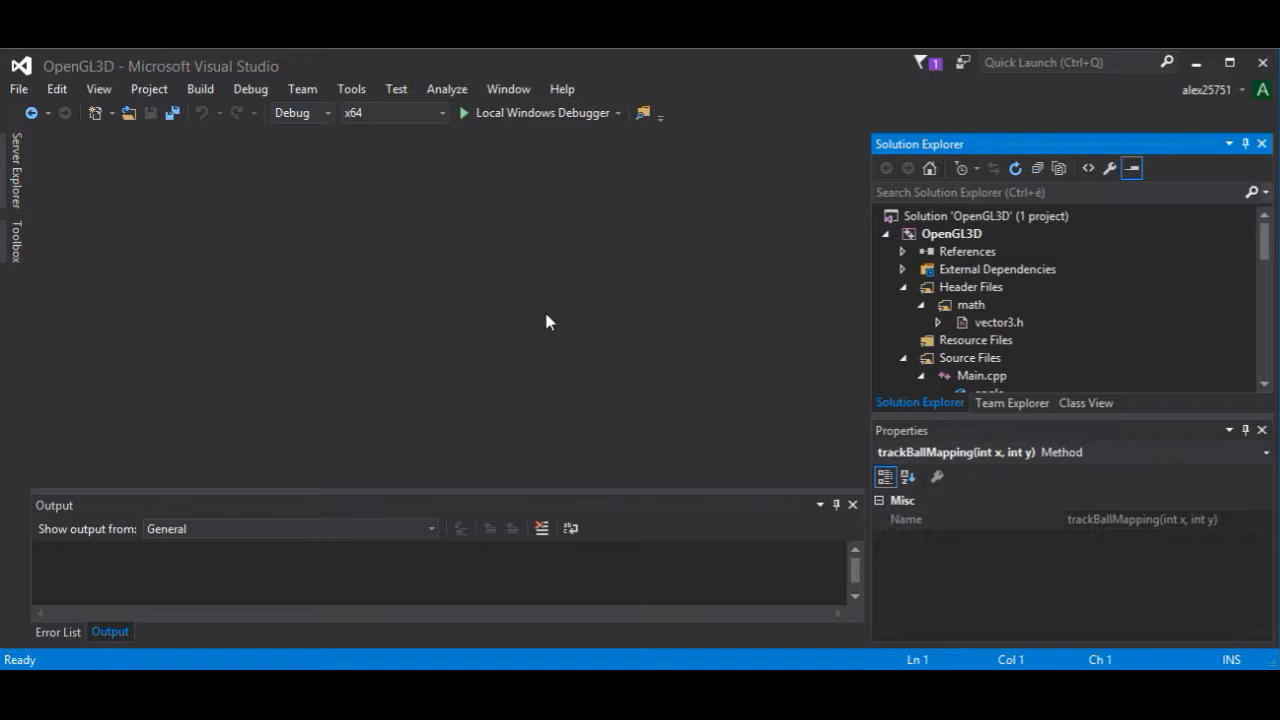 OpenGL3D - Microsoft Visual Studio
1
Quick Launch (Ctrl+Q)
File Edit View Project Build Debug Team Tools Test Analyze Window Help
alex25751 A
Debug x64 Local Windows Debugger
Server Explorer
Toolbox
Solution Explorer
Search Solution Explorer (Ctrl+è)
Solution 'OpenGL3D' (1 project)
OpenGL3D
References
External Dependencies
Header Files
math
vector3.h
Resource Files
Source Files
Main.cpp
Solution Explorer Team Explorer Class View
Properties
trackBallMapping(int x, int y) Method
Misc
Name trackBallMapping(int x, int y)
Output
Show output from: General
Error List Output
Ready Ln 1 Col 1 Ch 1 INS